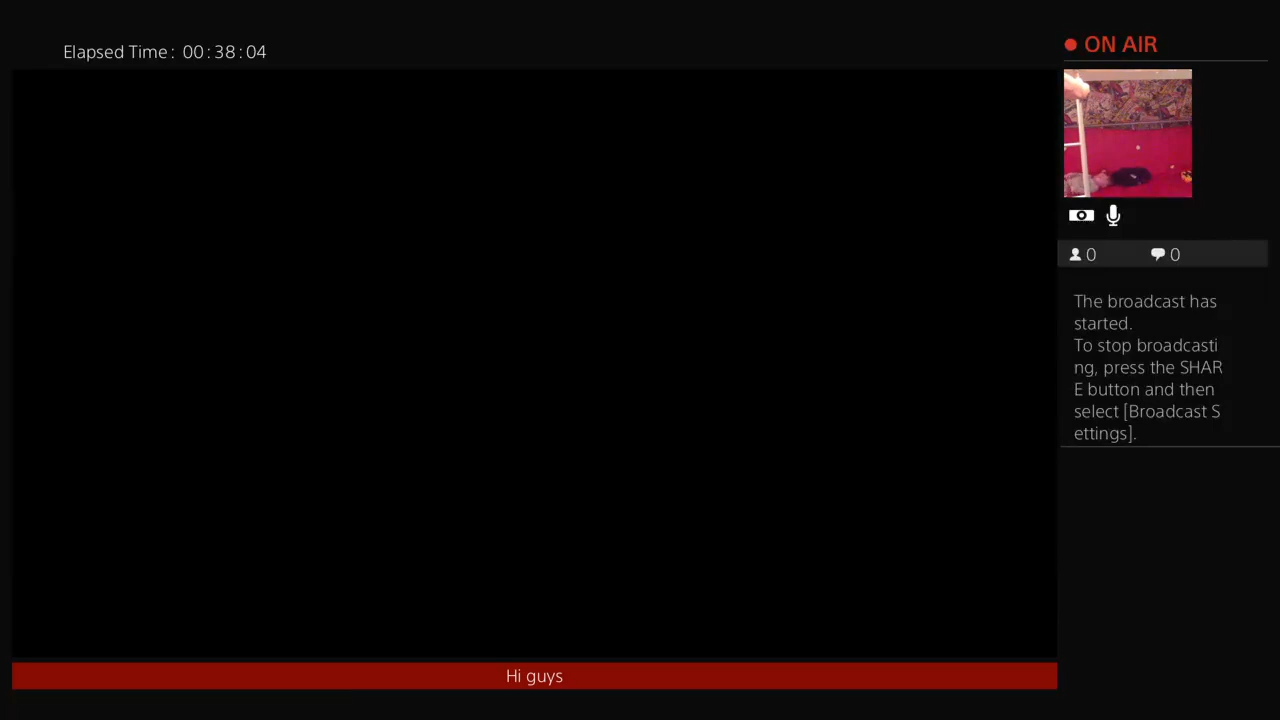 Elapsed Time: 00:38:04
ON AIR
0 0
The broadcast has
started.
To stop broadcasti
ng, press the SHAR
E button and then
select [Broadcast S
ettings].
Hi guys